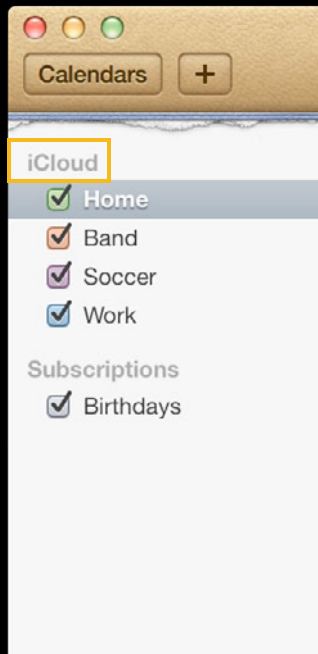 Calendars +
iCloud
Home
Band
Soccer
Work
Subscriptions
Birthdays